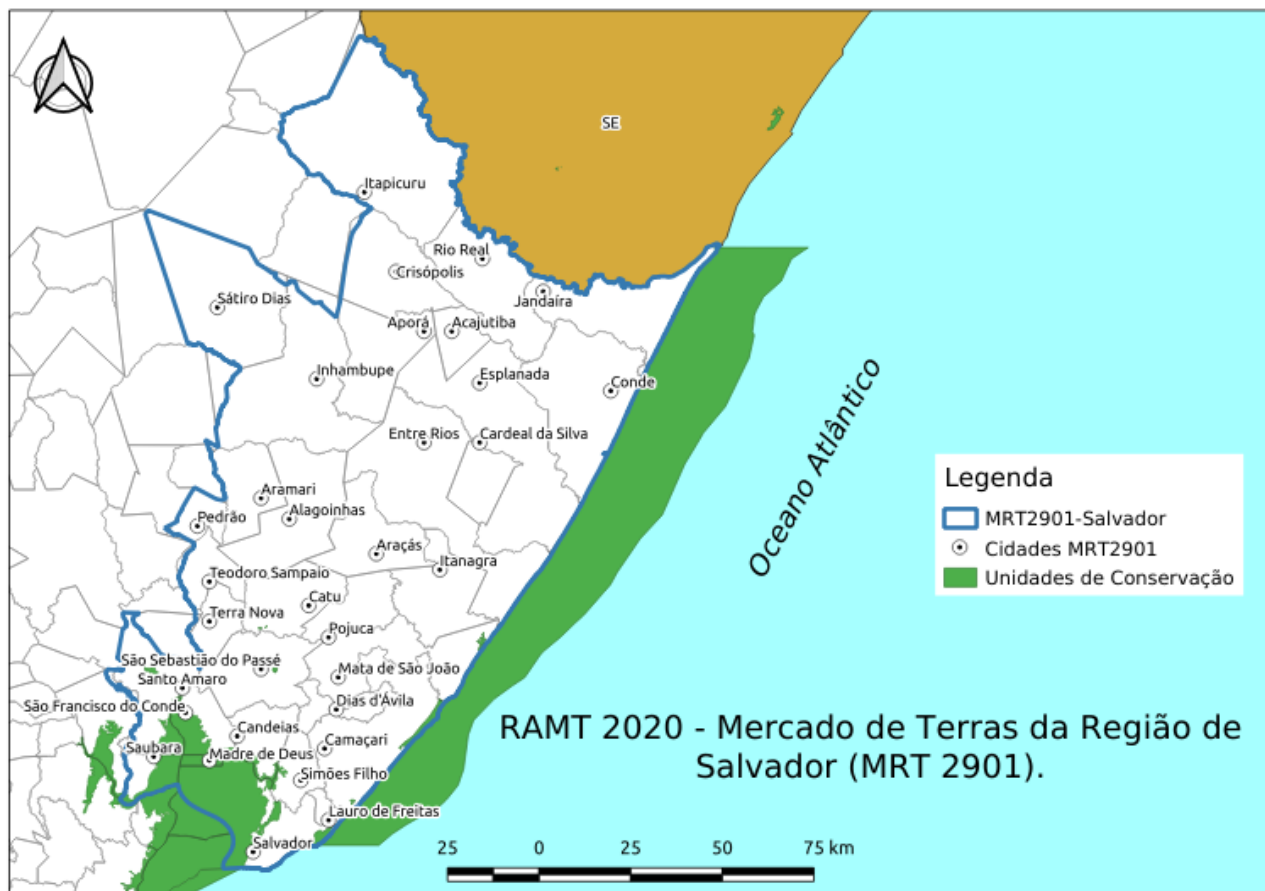 SE
Itapicuru
Rio Real
Crisópolis
Sátiro Dias
Jandaíra
Aporá
Acajutiba
Inhambupe
Esplanada
Conde
Entre Rios
Cardeal da Silva
Aramari
Alagoinhas
Pedrão
Araçás
Itanagra
Teodoro Sampaio
Catu
Terra Nova
Pojuca
São Sebastião do Passé
Mata de São João
Santo Amaro
São Francisco do Conde
Dias d'Ávila
Candeias
Camaçari
Saubara
Madre de Deus
Simões Filho
Lauro de Freitas
Salvador
Oceano Atlântico
Legenda
MRT2901-Salvador
Cidades MRT2901
Unidades de Conservação
RAMT 2020 - Mercado de Terras da Região de
Salvador (MRT 2901).
25 0 25 50 75 km